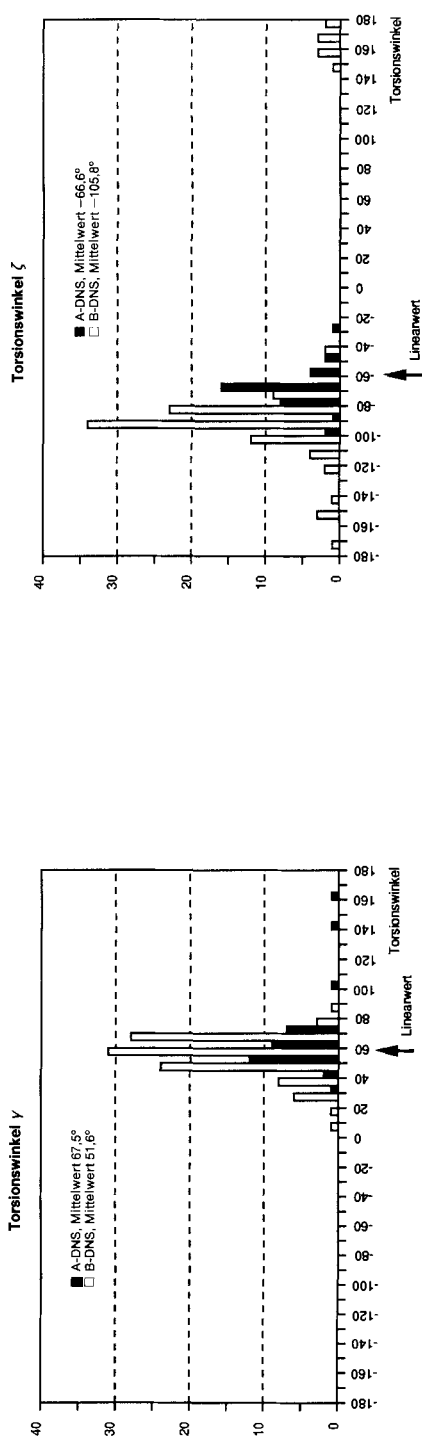 Torsionswinkel γ
40
30
20
10
0
■ A-DNS, Mittelwert 67,5°
□ B-DNS, Mittelwert 51,6°
-180 -160 -140 -120 -100 -80 -60 -40 -20 0 20 40 60 80 100 120 140 160 180
Torsionswinkel
Linearwert
Torsionswinkel ζ
40
30
20
10
0
■ A-DNS, Mittelwert −66,6°
□ B-DNS, Mittelwert −105,8°
-180 -160 -140 -120 -100 -80 -60 -40 -20 0 20 40 60 80 100 120 140 160 180
Torsionswinkel
Linearwert